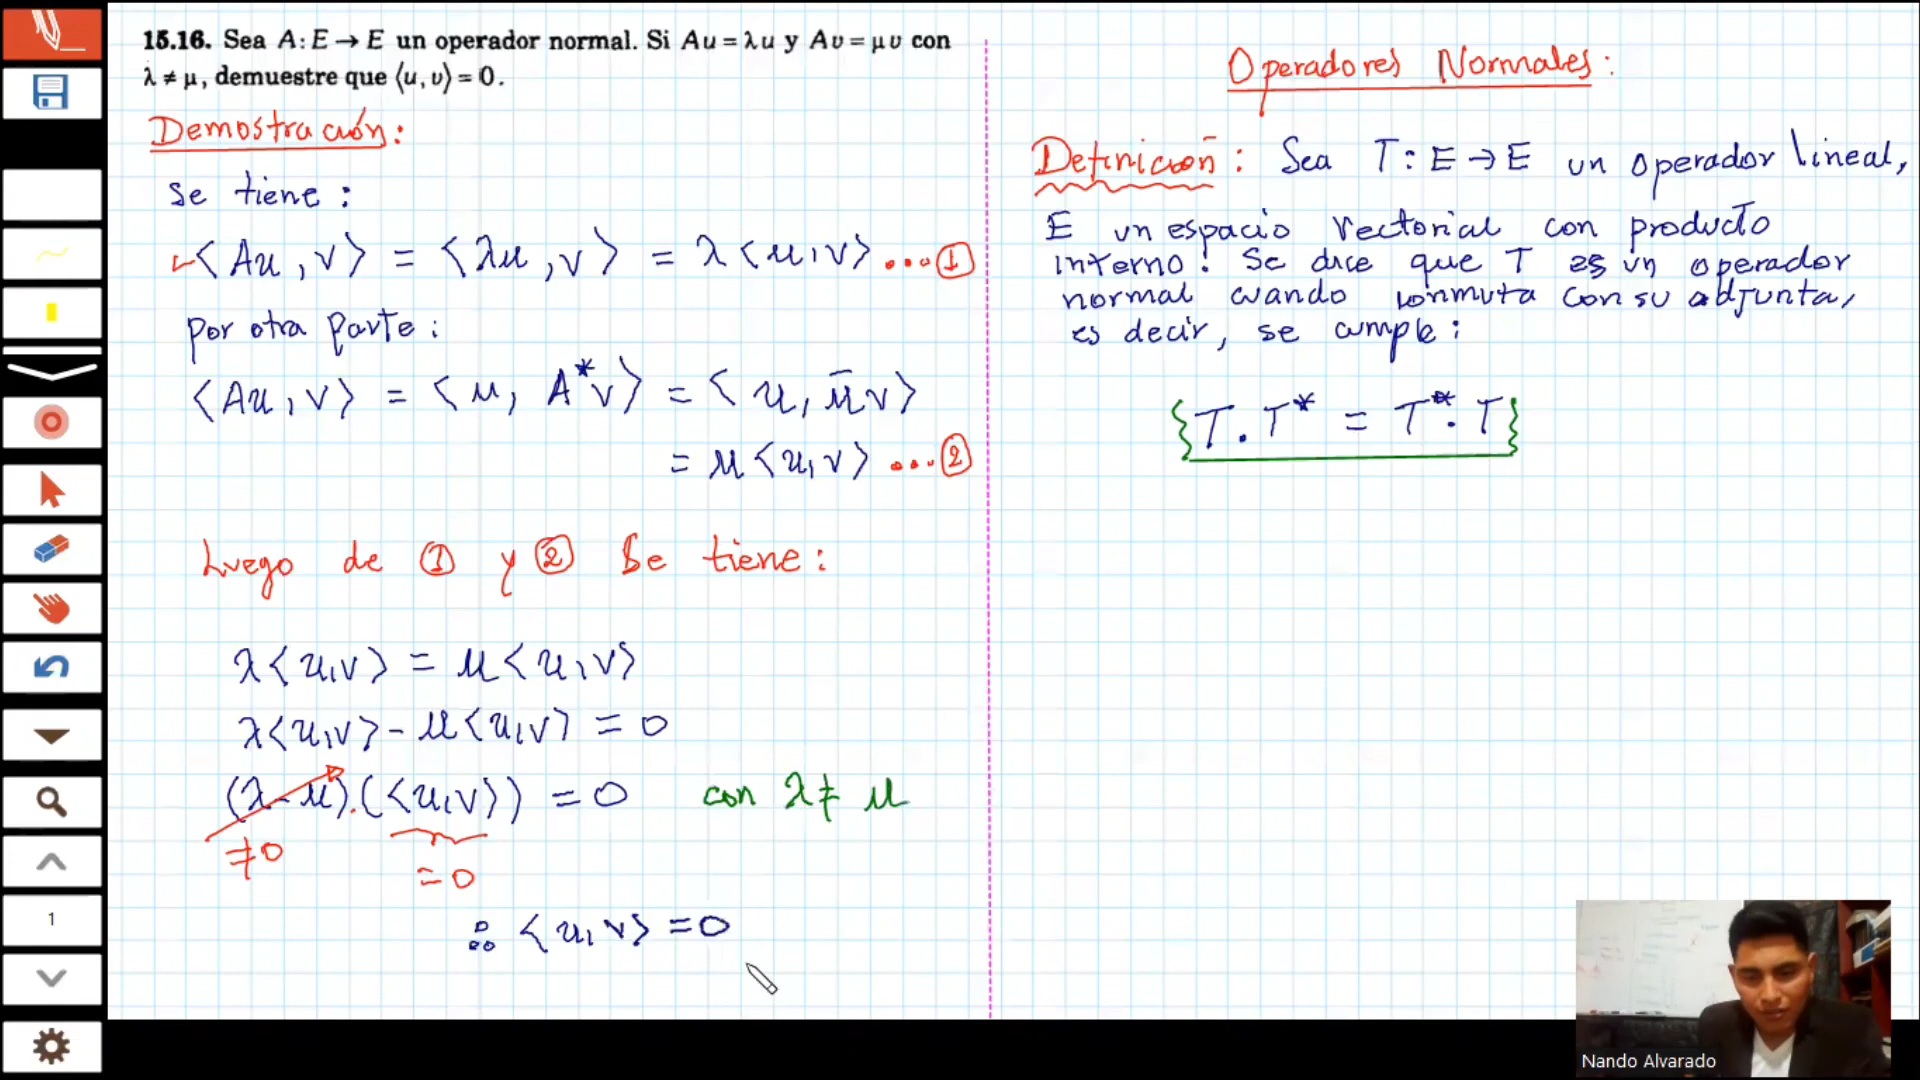 15.16. Sea A: E → E un operador normal. Si Au = λu y Av = μv con
λ ≠ μ, demuestre que ⟨u, v⟩ = 0.
Demostración:
se tiene:
⟨Au, v⟩ = ⟨λu, v⟩ = λ⟨u, v⟩ ...①
por otra parte:
⟨Au, v⟩ = ⟨u, A*v⟩ = ⟨u, μ̄v⟩
= μ⟨u, v⟩ ...②
Luego de ① y ② Se tiene:
λ⟨u, v⟩ = μ⟨u, v⟩
λ⟨u, v⟩ - μ⟨u, v⟩ = 0
(λ - μ).(⟨u, v⟩) = 0 con λ ≠ μ
≠0
=0
∴ ⟨u, v⟩ = 0
Operadores Normales:
Definición: Sea T: E → E un operador lineal,
E un espacio vectorial con producto
interno. Se dice que T es un operador
normal cuando conmuta con su adjunta,
es decir, se cumple:
{T.T* = T*.T}
1
Nando Alvarado